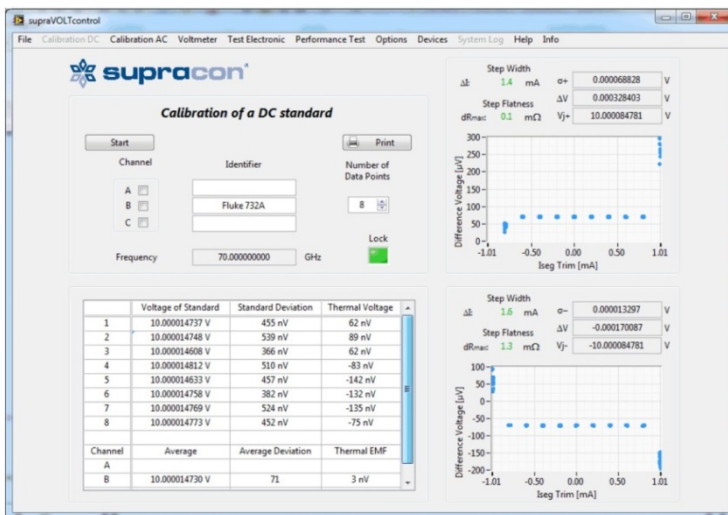 supraVOLTcontrol
File Calibration DC Calibration AC Voltmeter Test Electronic Performance Test Options Devices System Log Help Info
supracon®
Calibration of a DC standard
Start
Print
Channel
Identifier
Number of
Data Points
A
B Fluke 732A 8
C
Lock
Frequency 70.000000000 GHz
Step Width
ΔI: 1.4 mA
Step Flatness
dRmax: 0.1 mΩ
σ+ 0.000068828 V
ΔV 0.000328403 V
Vj+ 10.000084781 V
Difference Voltage [µV]
300
250
200
150
100
50
0
-1.01 -0.50 0.00 0.50 1.01
Iseg Trim [mA]
Voltage of Standard Standard Deviation Thermal Voltage
1 10.000014737 V 455 nV 62 nV
2 10.000014748 V 539 nV 89 nV
3 10.000014608 V 366 nV 62 nV
4 10.000014812 V 510 nV -83 nV
5 10.000014633 V 457 nV -142 nV
6 10.000014758 V 382 nV -132 nV
7 10.000014769 V 524 nV -135 nV
8 10.000014773 V 452 nV -75 nV
Channel Average Average Deviation Thermal EMF
A
B 10.000014730 V 71 3 nV
Step Width
ΔI: 1.6 mA
Step Flatness
dRmax: 1.3 mΩ
σ− 0.000013297 V
ΔV -0.000170087 V
Vj- -10.000084781 V
Difference Voltage [µV]
100
50
0
-50
-100
-150
-200
-1.01 -0.50 0.00 0.50 1.01
Iseg Trim [mA]